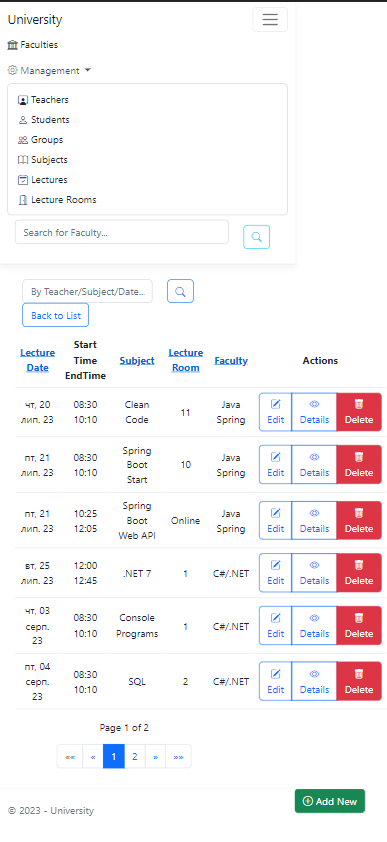 University
Faculties
Management
Teachers
Students
Groups
Subjects
Lectures
Lecture Rooms
Search for Faculty...
By Teacher/Subject/Date...
Back to List
Lecture Date
Start Time EndTime
Subject
Lecture Room
Faculty
Actions
чт, 20 лип. 23
08:30 10:10
Clean Code
11
Java Spring
Edit
Details
Delete
пт, 21 лип. 23
08:30 10:10
Spring Boot Start
10
Java Spring
Edit
Details
Delete
пт, 21 лип. 23
10:25 12:05
Spring Boot Web API
Online
Java Spring
Edit
Details
Delete
вт, 25 лип. 23
12:00 12:45
.NET 7
1
C#/.NET
Edit
Details
Delete
чт, 03 серп. 23
08:30 10:10
Console Programs
1
C#/.NET
Edit
Details
Delete
пт, 04 серп. 23
08:30 10:10
SQL
2
C#/.NET
Edit
Details
Delete
Page 1 of 2
«« « 1 2 » »»
Add New
© 2023 - University